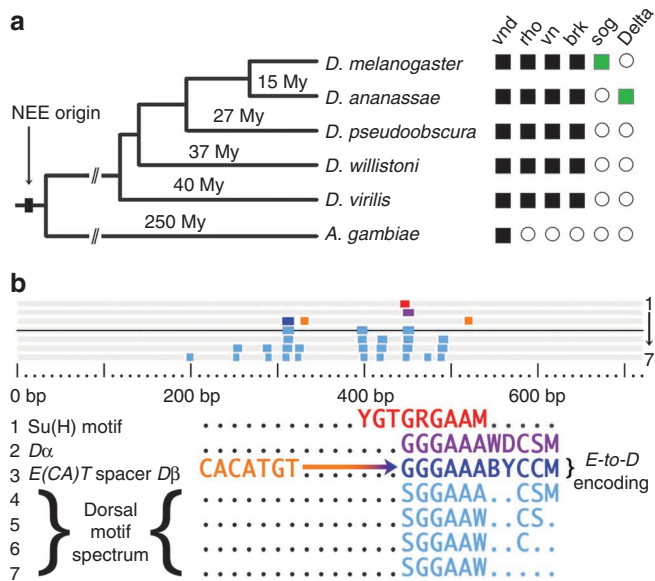 a
vnd rho vn brk sog Delta
NEE origin
15 My
27 My
37 My
40 My
250 My
D. melanogaster
D. ananassae
D. pseudoobscura
D. willistoni
D. virilis
A. gambiae
b
1
7
0 bp 200 bp 400 bp 600 bp
1 Su(H) motif YGTGRGAAM
2 Dα GGGAAAWDCSM
3 E(CA)T spacer Dβ CACATGT GGGAAABYCCM } E-to-D encoding
4 SGGAAA..CSM
5 SGGAAW..CS.
6 SGGAAW..C..
7 SGGAAW....
} Dorsal motif spectrum {